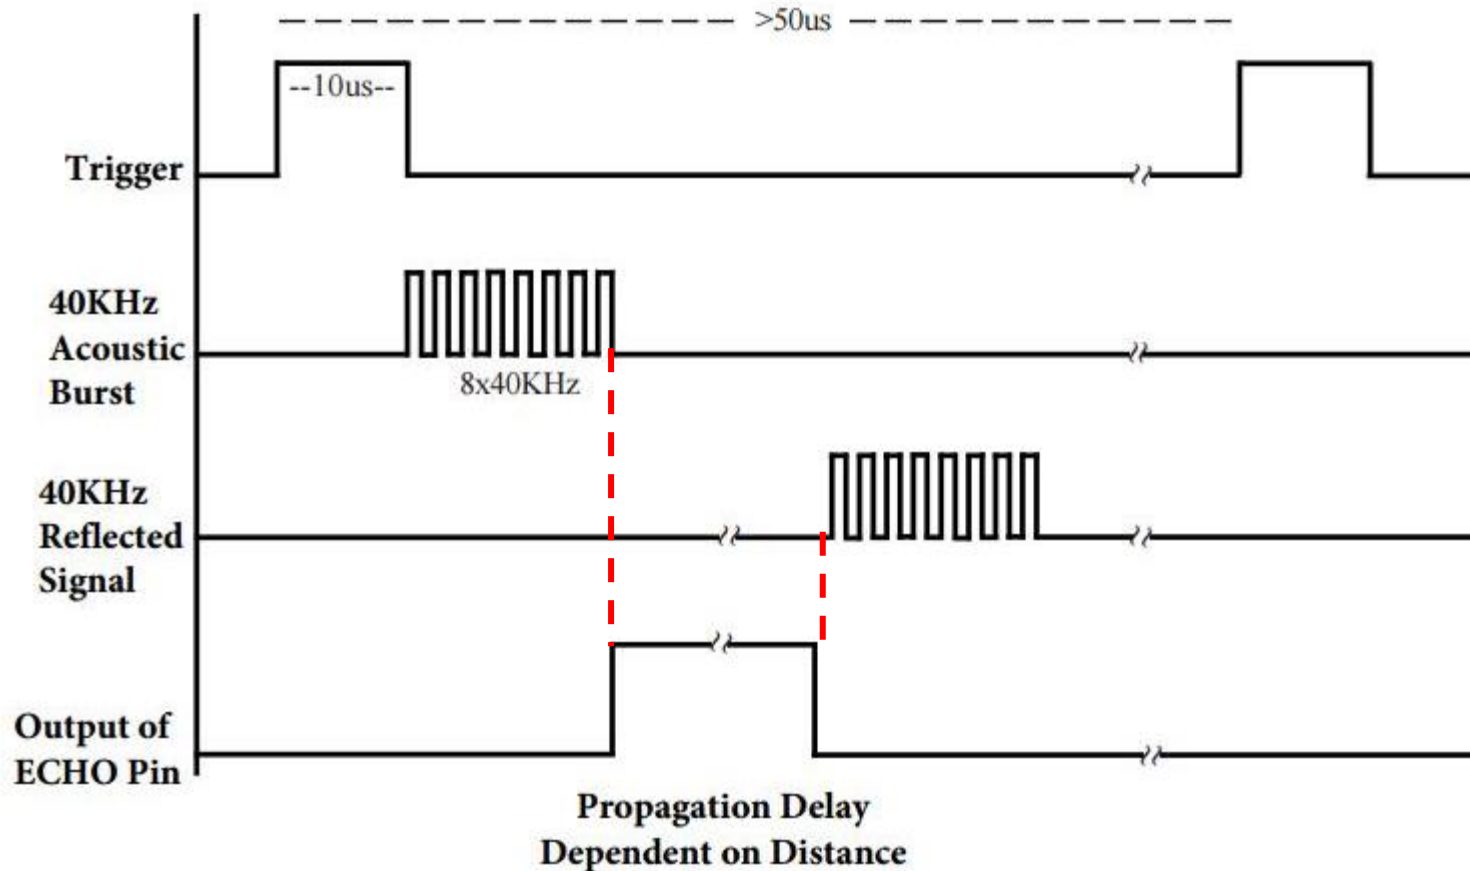 >50us
--10us--
Trigger
40KHz
Acoustic
Burst
8x40KHz
40KHz
Reflected
Signal
Output of
ECHO Pin
Propagation Delay
Dependent on Distance